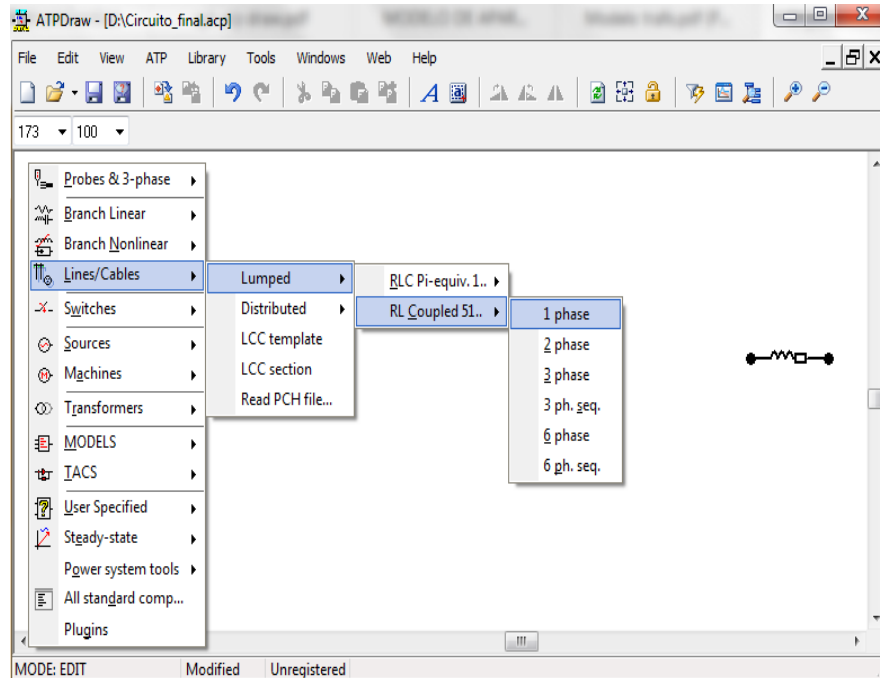 ATPDraw - [D:\Circuito_final.acp]
File Edit View ATP Library Tools Windows Web Help
173 100
Probes & 3-phase
Branch Linear
Branch Nonlinear
Lines/Cables
Switches
Sources
Machines
Transformers
MODELS
TACS
User Specified
Steady-state
Power system tools
All standard comp...
Plugins
Lumped
Distributed
LCC template
LCC section
Read PCH file...
RLC Pi-equiv. 1..
RL Coupled 51..
1 phase
2 phase
3 phase
3 ph. seq.
6 phase
6 ph. seq.
MODE: EDIT Modified Unregistered